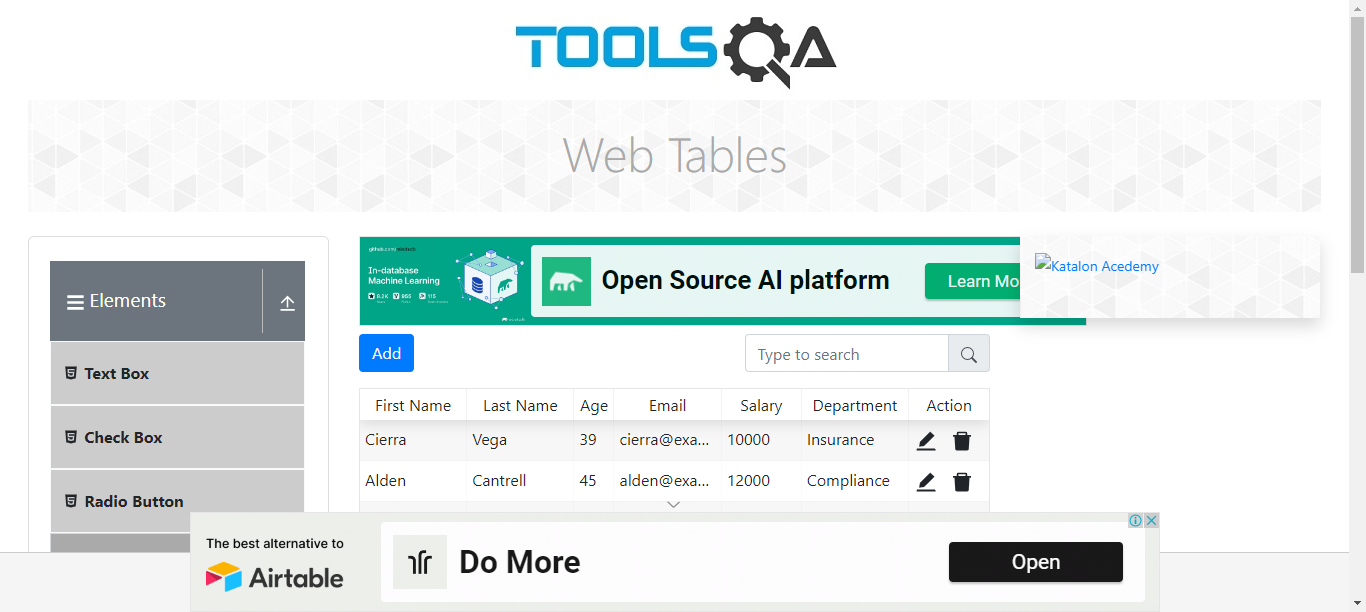 TOOLSQA
Web Tables
Elements
Text Box
Check Box
Radio Button
In-database
Machine Learning
Open Source AI platform
Learn Mo
Katalon Acedemy
Add
Type to search
First Name Last Name Age Email Salary Department Action
Cierra Vega 39 cierra@exa... 10000 Insurance
Alden Cantrell 45 alden@exa... 12000 Compliance
The best alternative to
Airtable
Do More
Open